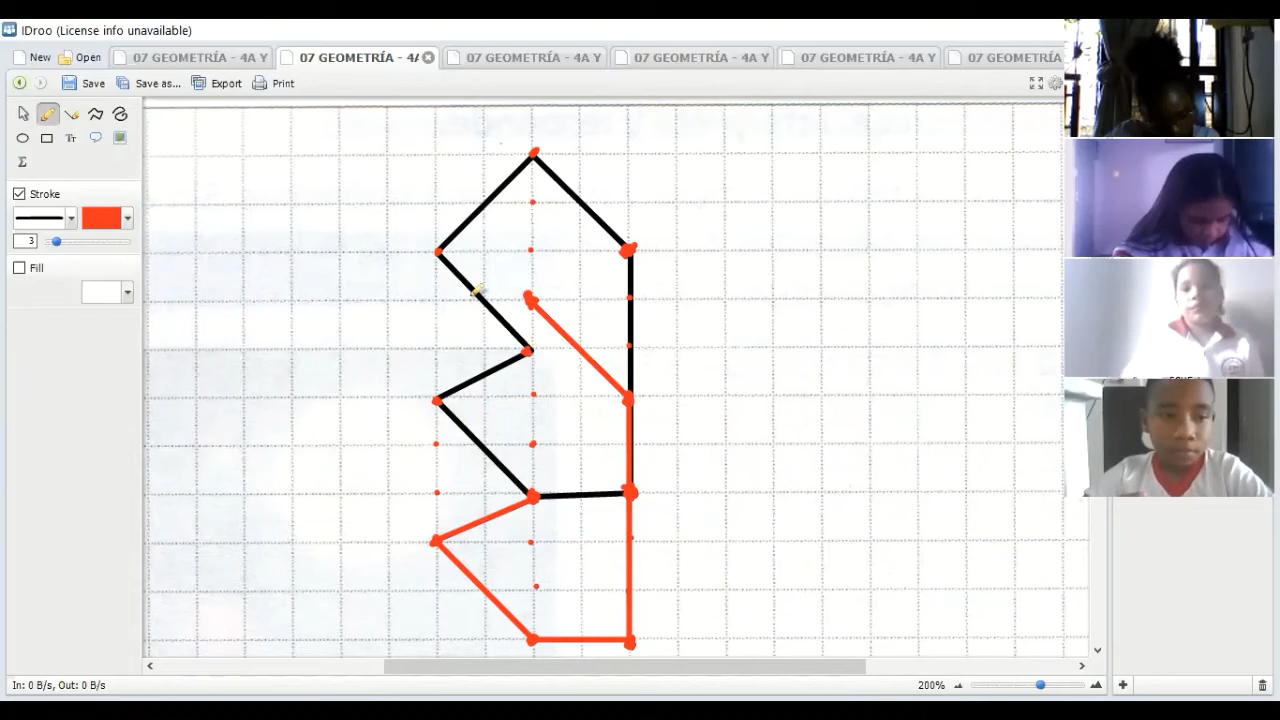 IDroo (License info unavailable)
New Open 07 GEOMETRÍA - 4A Y 07 GEOMETRÍA - 4A 07 GEOMETRÍA - 4A Y 07 GEOMETRÍA - 4A Y 07 GEOMETRÍA - 4A Y 07 GEOMETRÍA
Save Save as... Export Print
Tr
Σ
Stroke
3
Fill
In: 0 B/s, Out: 0 B/s 200%